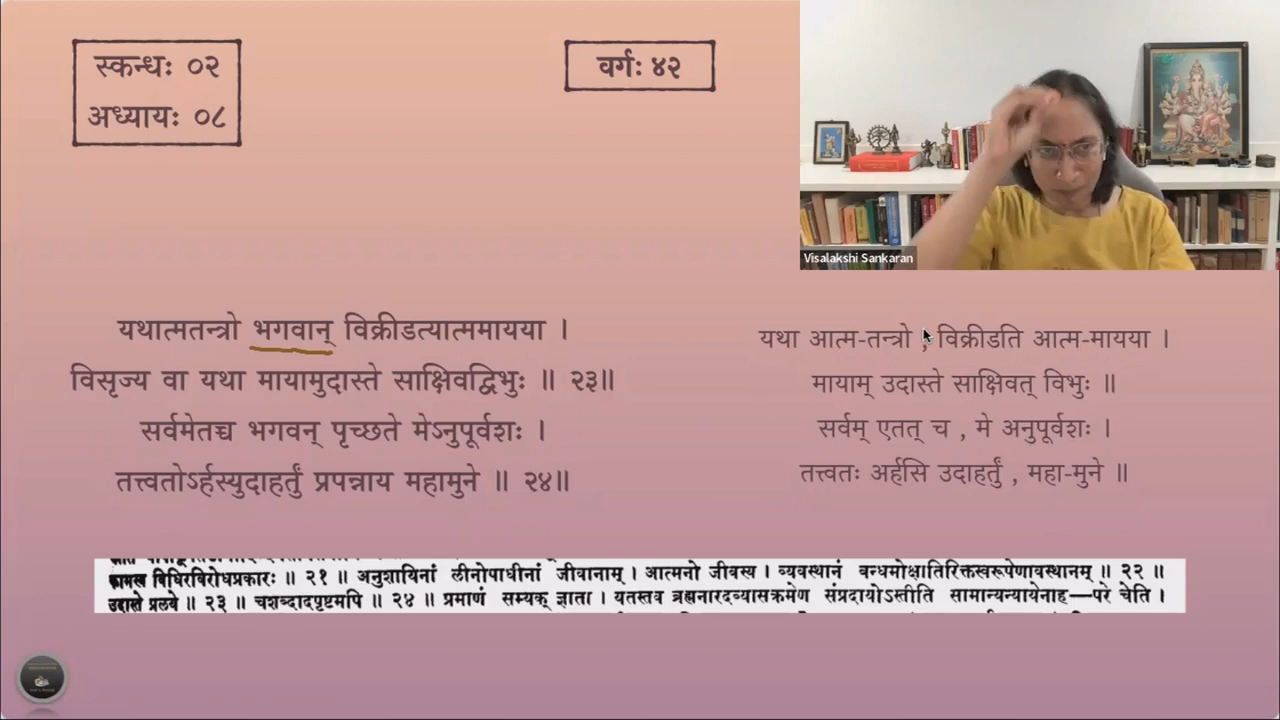 स्कन्धः ०२
अध्यायः ०८
वर्गः ४२
Visalakshi Sankaran
यथात्मतन्त्रो भगवान् विक्रीडत्यात्ममायया ।
विसृज्य वा यथा मायामुदास्ते साक्षिवद्विभुः ॥ २३॥
सर्वमेतच्च भगवन् पृच्छते मेऽनुपूर्वशः ।
तत्त्वतोऽर्हस्युदाहर्तुं प्रपन्नाय महामुने ॥ २४॥
यथा आत्म-तन्त्रो , विक्रीडति आत्म-मायया ।
मायाम् उदास्ते साक्षिवत् विभुः ॥
सर्वम् एतत् च , मे अनुपूर्वशः ।
तत्त्वतः अर्हसि उदाहर्तुं , महा-मुने ॥
विधिरविरोधप्रकारः ॥ २१ ॥ अनुशायिनां लीनोपाधीनां जीवानाम् । आत्मनो जीवस्य । व्यवस्थानं बन्धमोक्षातिरिक्तस्वरूपेणावस्थानम् ॥ २२ ॥
उदास्ते प्रलये ॥ २३ ॥ चशब्दादपृष्टमपि ॥ २४ ॥ प्रमाणं सम्यक् ज्ञाता । यतस्तव ब्रह्मनारदव्यासक्रमेण संप्रदायोऽस्तीति सामान्यन्यायेनाह—परे चेति ।